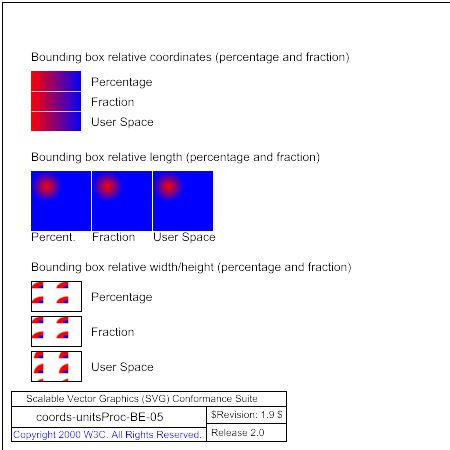 Bounding box relative coordinates (percentage and fraction)
Percentage
Fraction
User Space
Bounding box relative length (percentage and fraction)
Percent. Fraction User Space
Bounding box relative width/height (percentage and fraction)
Percentage
Fraction
User Space
Scalable Vector Graphics (SVG) Conformance Suite
coords-unitsProc-BE-05
$Revision: 1.9 $
Copyright 2000 W3C. All Rights Reserved.
Release 2.0